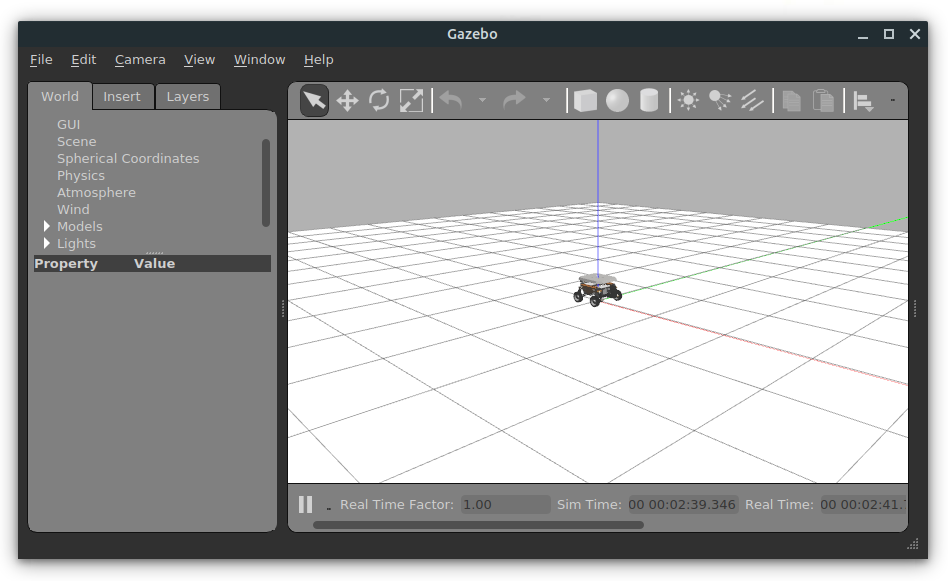 Gazebo
File Edit Camera View Window Help
World Insert Layers
GUI
Scene
Spherical Coordinates
Physics
Atmosphere
Wind
Models
Lights
Property Value
Real Time Factor: 1.00 Sim Time: 00 00:02:39.346 Real Time: 00 00:02:41.